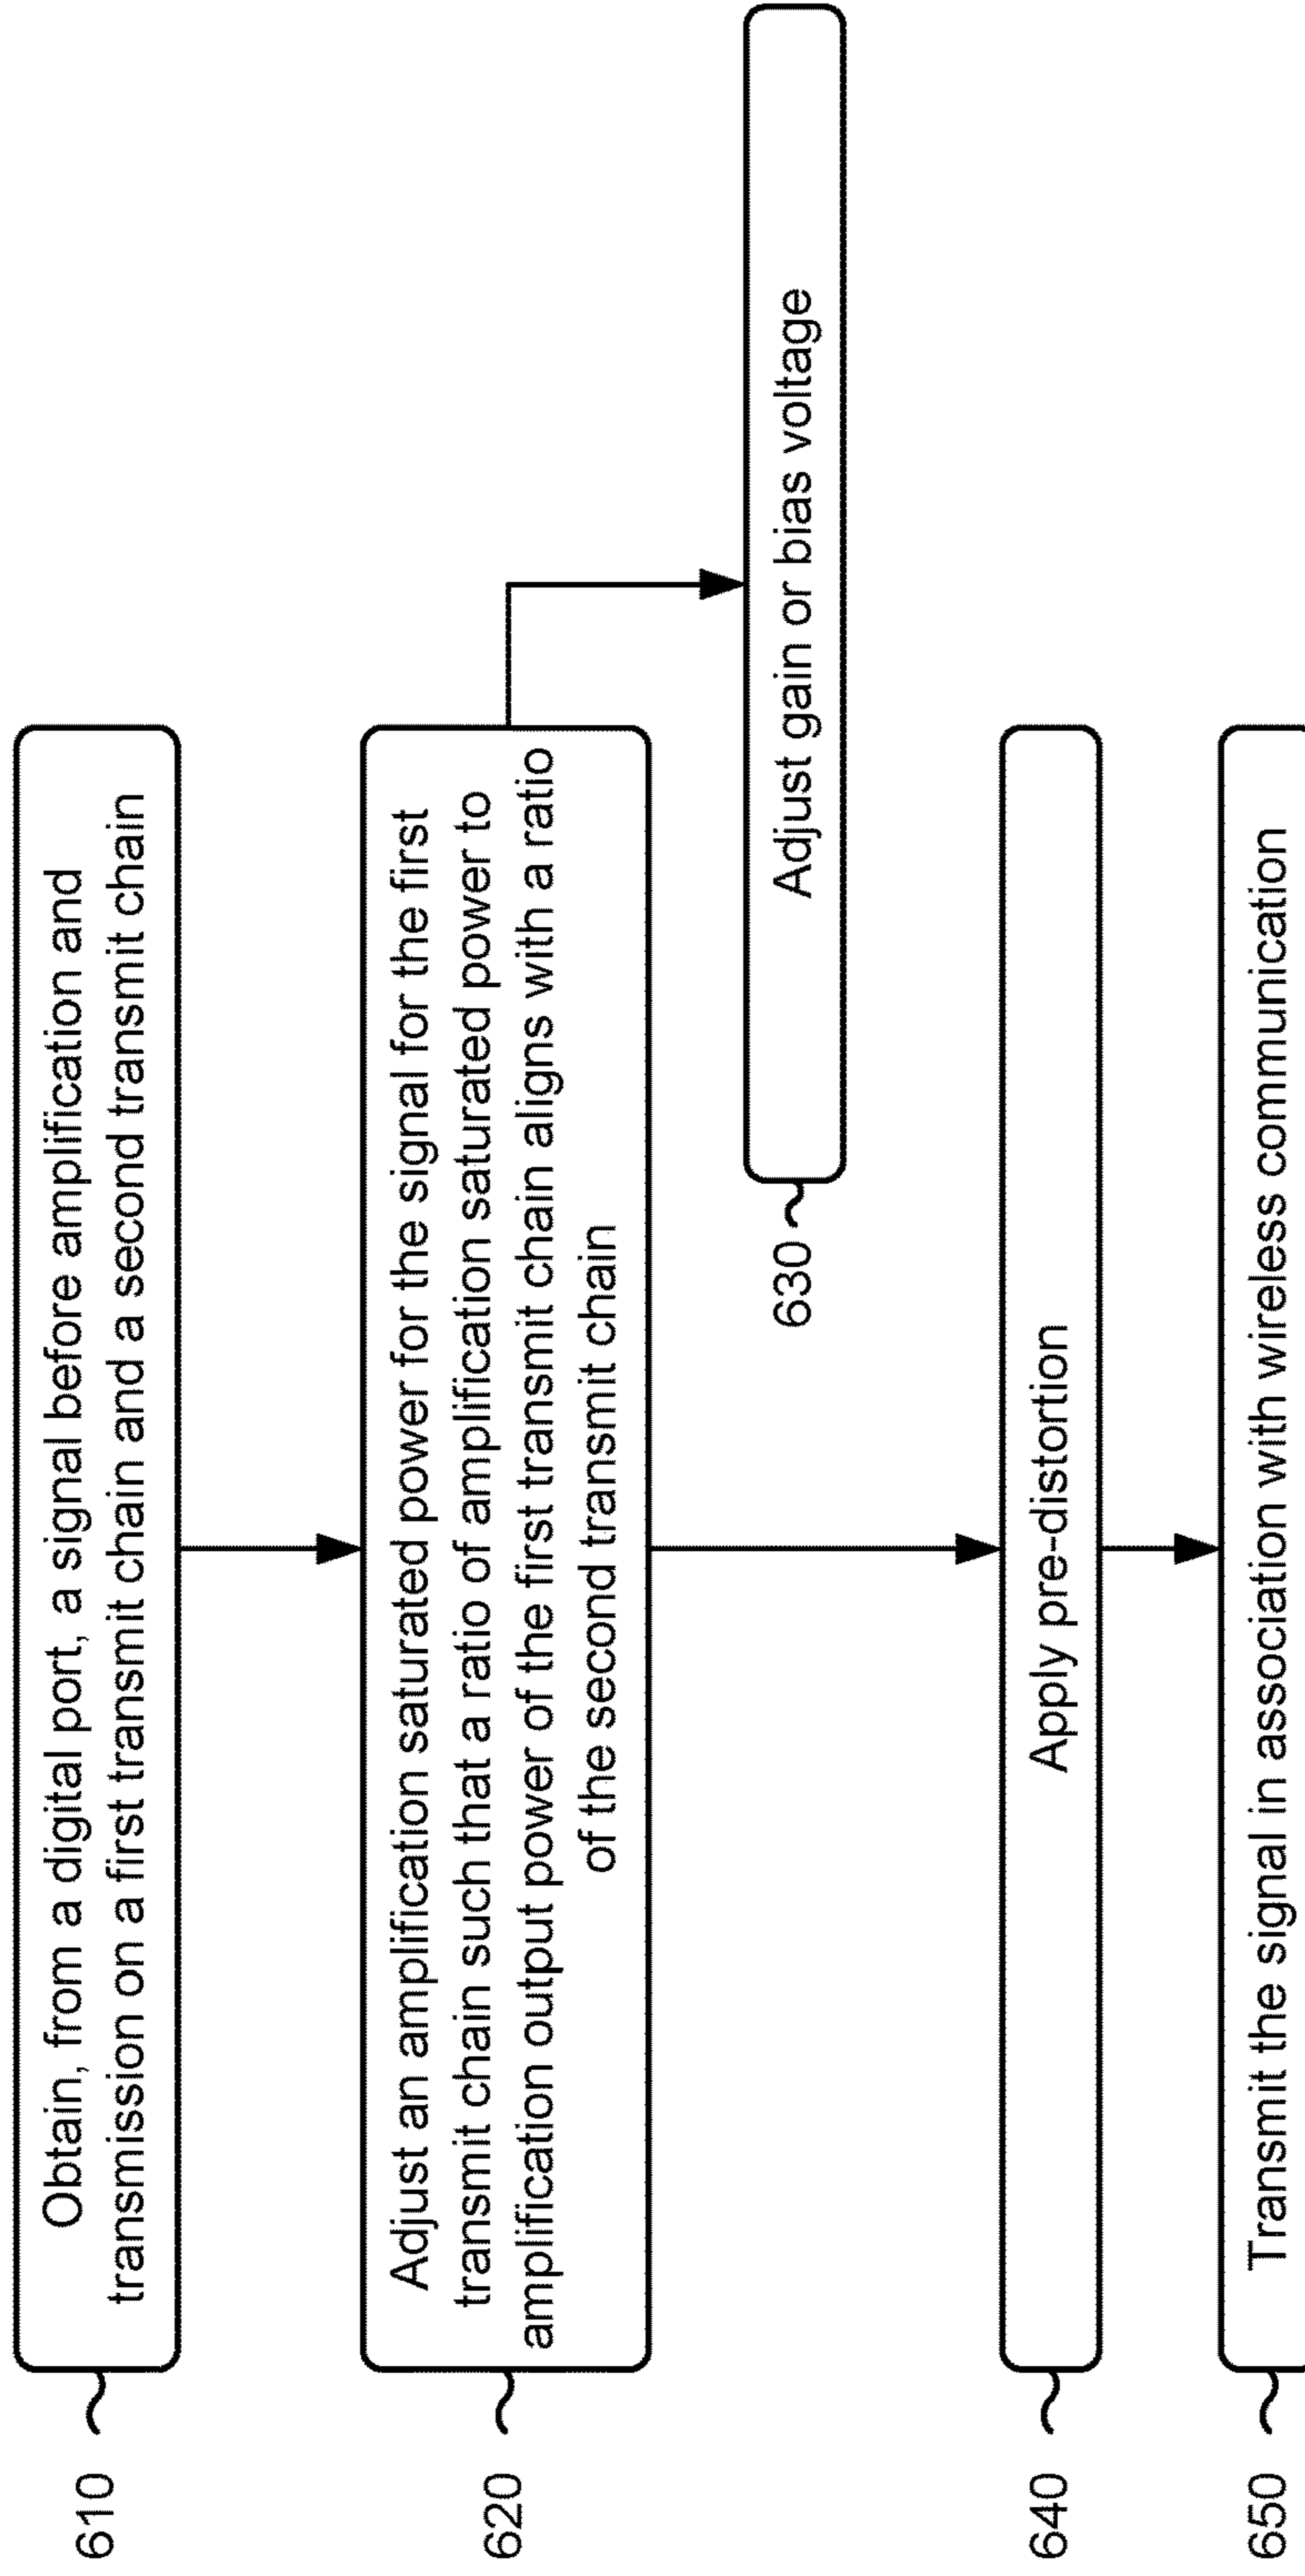 610
Obtain, from a digital port, a signal before amplification and
transmission on a first transmit chain and a second transmit chain
620
Adjust an amplification saturated power for the signal for the first
transmit chain such that a ratio of amplification saturated power to
amplification output power of the first transmit chain aligns with a ratio
of the second transmit chain
630
Adjust gain or bias voltage
640
Apply pre-distortion
650
Transmit the signal in association with wireless communication